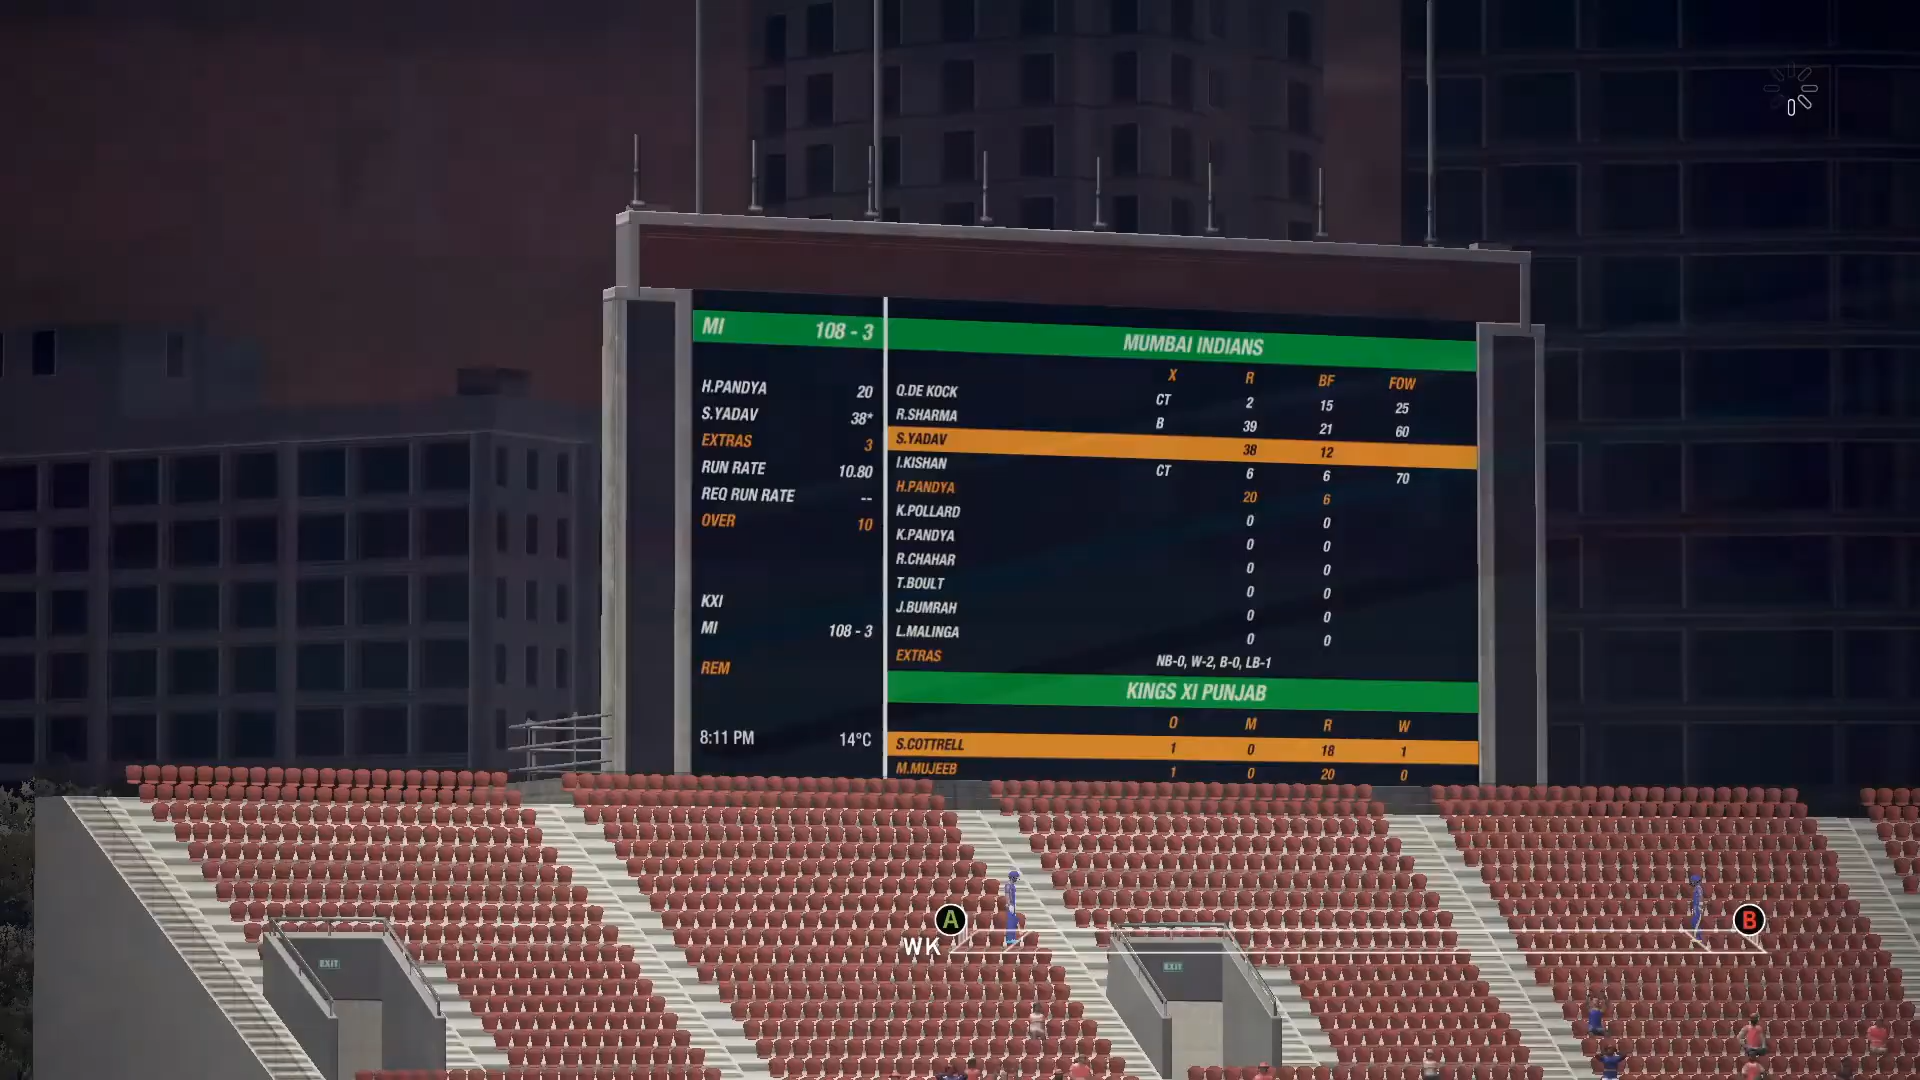 MI 108 - 3
H.PANDYA 20
S.YADAV 38*
EXTRAS 3
RUN RATE 10.80
REQ RUN RATE --
OVER 10
KXI
MI 108 - 3
REM
8:11 PM 14°C
MUMBAI INDIANS
X R BF FOW
Q.DE KOCK CT 2 15 25
R.SHARMA B 39 21 60
S.YADAV 38 12
I.KISHAN CT 6 6 70
H.PANDYA 20 6
K.POLLARD 0 0
K.PANDYA 0 0
R.CHAHAR 0 0
T.BOULT 0 0
J.BUMRAH 0 0
L.MALINGA 0 0
EXTRAS NB-0, W-2, B-0, LB-1
KINGS XI PUNJAB
O M R W
S.COTTRELL 1 0 18 1
M.MUJEEB 1 0 20 0
A
B
WK
EXIT
EXIT